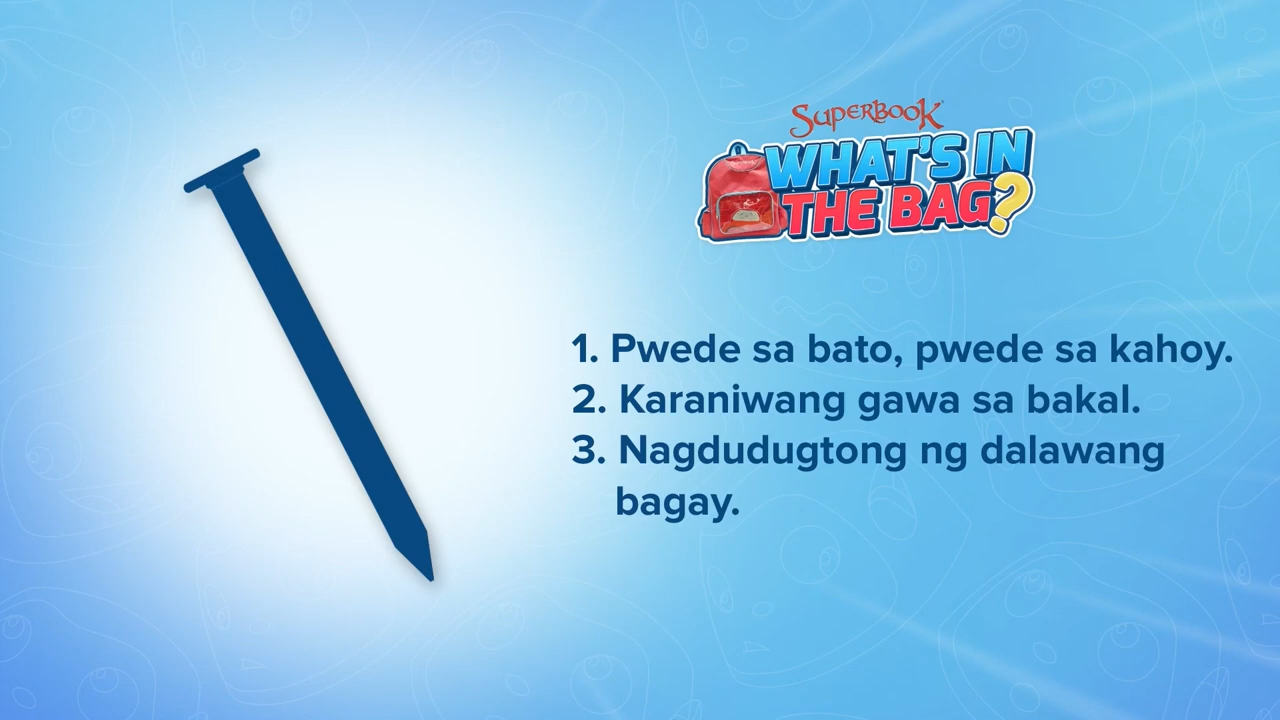 SUPERBOOK
WHAT'S IN
THE BAG?
1. Pwede sa bato, pwede sa kahoy.
2. Karaniwang gawa sa bakal.
3. Nagdudugtong ng dalawang
bagay.